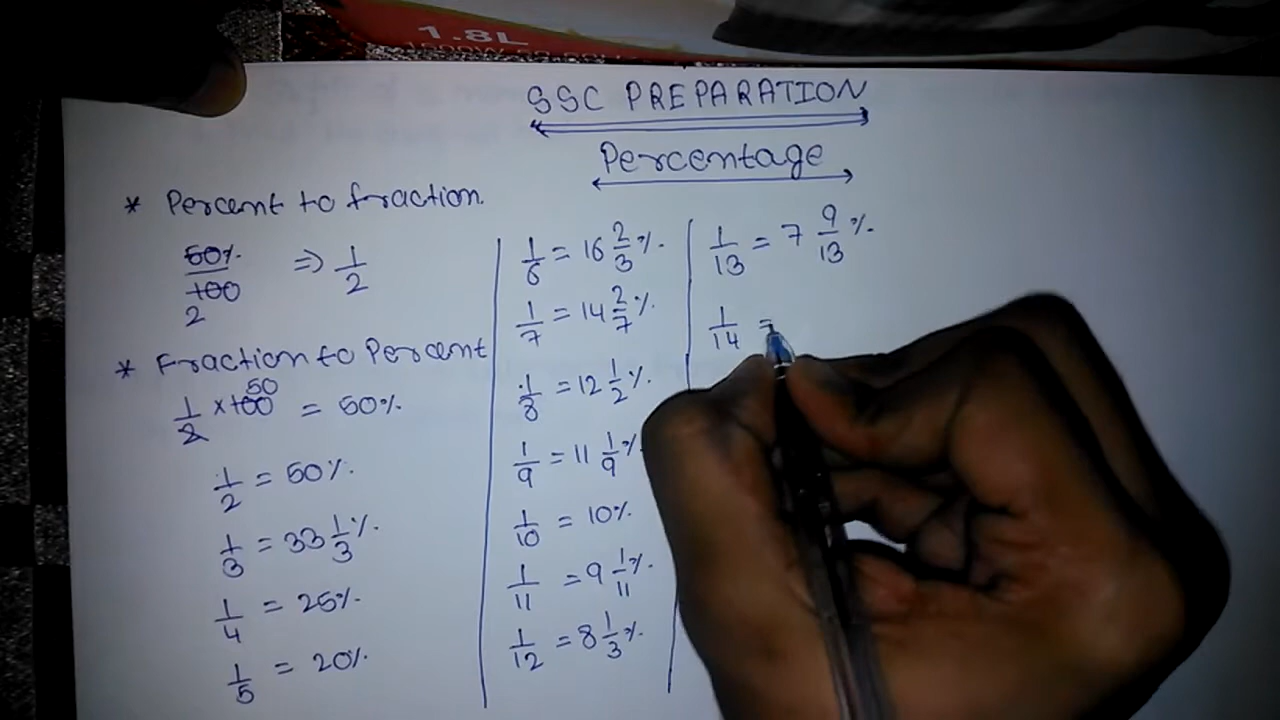 1.8L
SSC PREPARATION
Percentage
* Percent to fraction.
50%/100 2 => 1/2
* Fraction to Percent
1/2 x 100 50 = 50%
1/2 = 50%.
1/3 = 33 1/3%.
1/4 = 25%.
1/5 = 20%.
1/6 = 16 2/3%.
1/7 = 14 2/7%.
1/8 = 12 1/2%.
1/9 = 11 1/9%
1/10 = 10%.
1/11 = 9 1/11%.
1/12 = 8 1/3%.
1/13 = 7 9/13%.
1/14 =